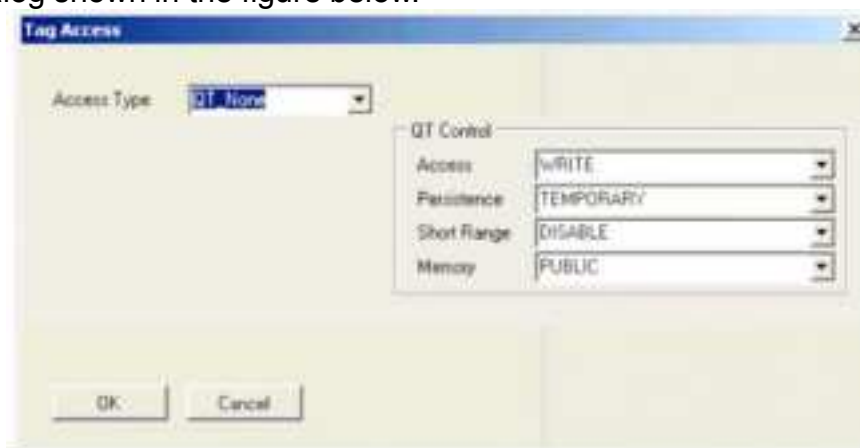 alog shown in the figure below.
Tag Access
Access Type QT_None
QT Control
Access WRITE
Persistence TEMPORARY
Short Range DISABLE
Memory PUBLIC
OK Cancel